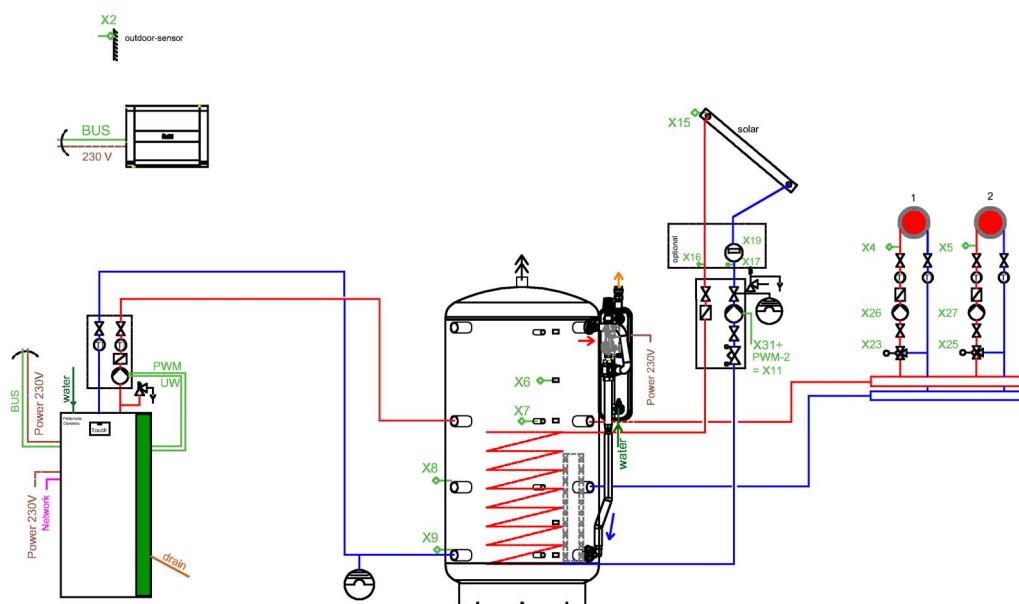 X2
outdoor-sensor
BUS
230 V
X15
solar
optional
X16
X19
X17
X31+
PWM-2
= X11
1
2
X4
X5
X26
X27
X23
X25
BUS
Power 230V
water
PWM
UW
Pelematic
Condens
Touch
Power 230V
Network
drain
X6
X7
X8
X9
Power 230V
water